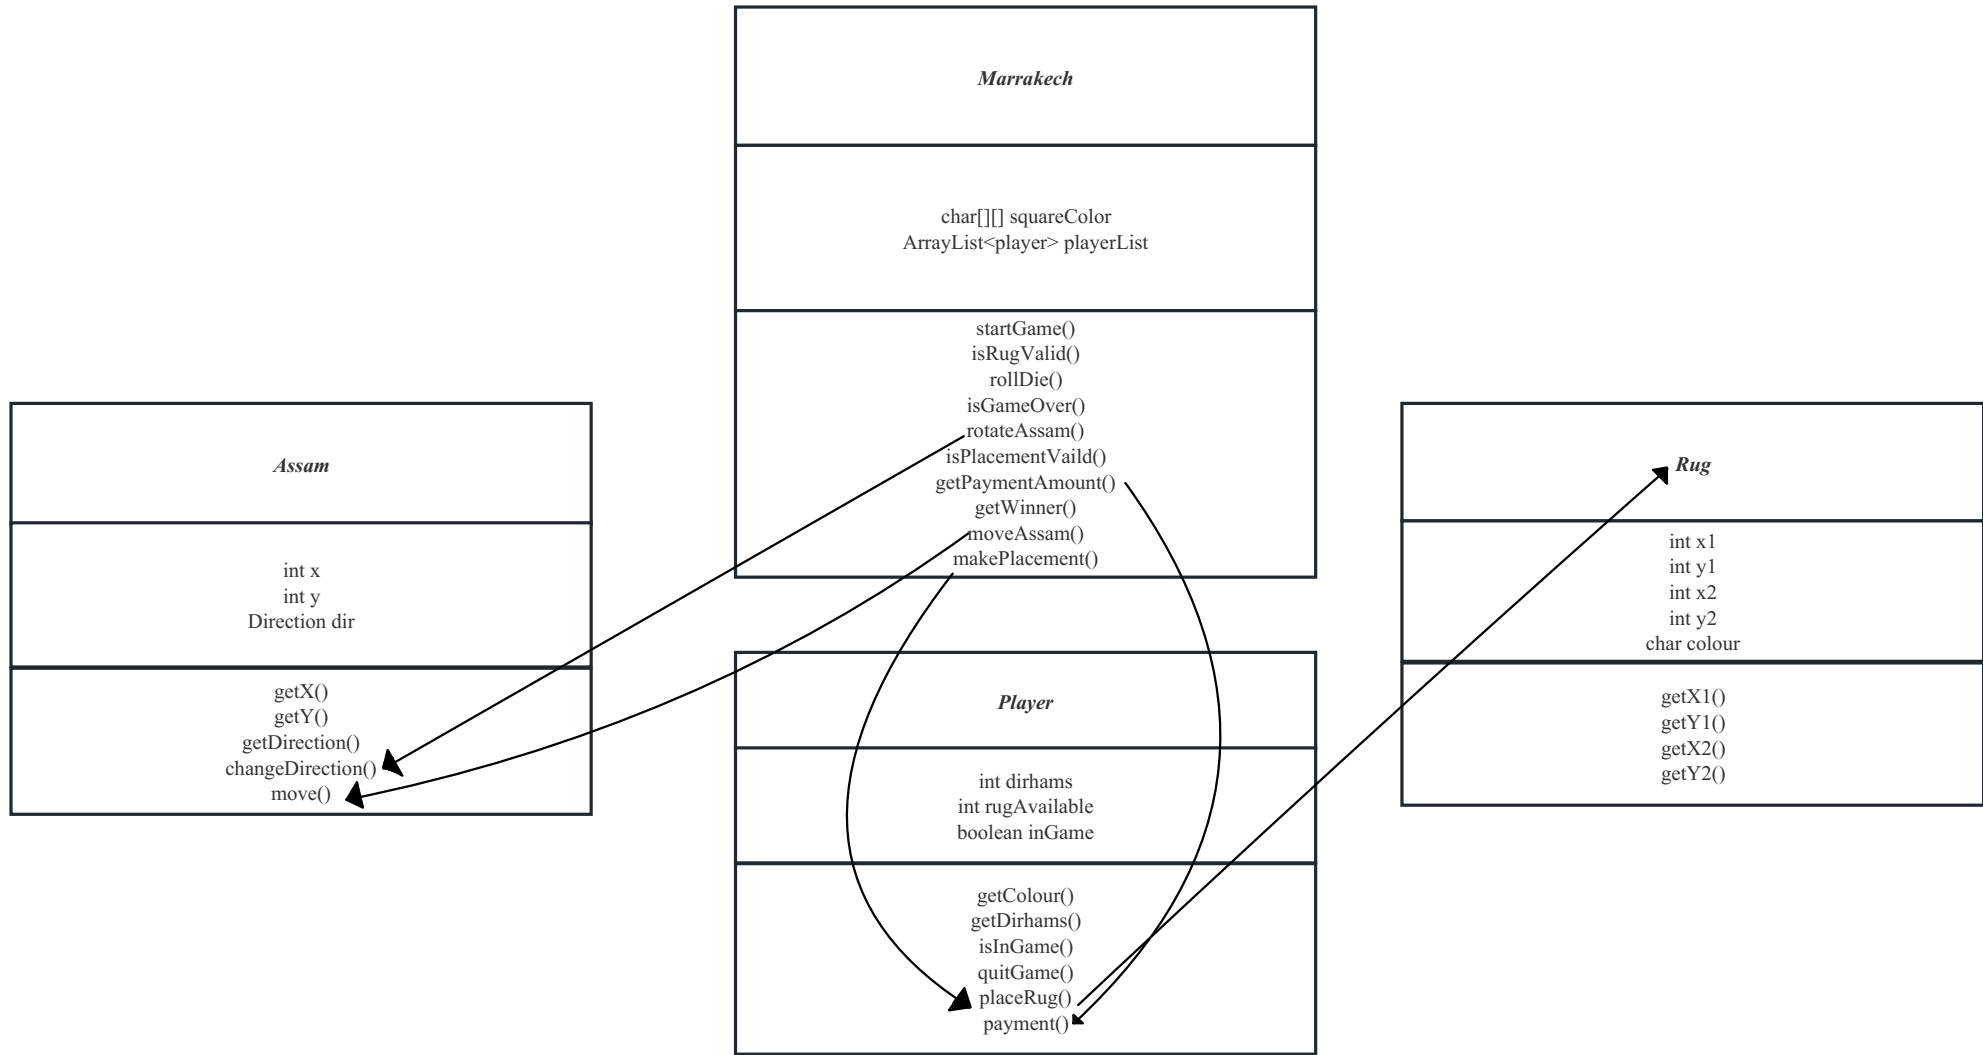 Marrakech
char[][] squareColor
ArrayList<player> playerList
startGame()
isRugValid()
rollDie()
isGameOver()
rotateAssam()
isPlacementVaild()
getPaymentAmount()
getWinner()
moveAssam()
makePlacement()
Assam
int x
int y
Direction dir
getX()
getY()
getDirection()
changeDirection()
move()
Player
int dirhams
int rugAvailable
boolean inGame
getColour()
getDirhams()
isInGame()
quitGame()
placeRug()
payment()
Rug
int x1
int y1
int x2
int y2
char colour
getX1()
getY1()
getX2()
getY2()